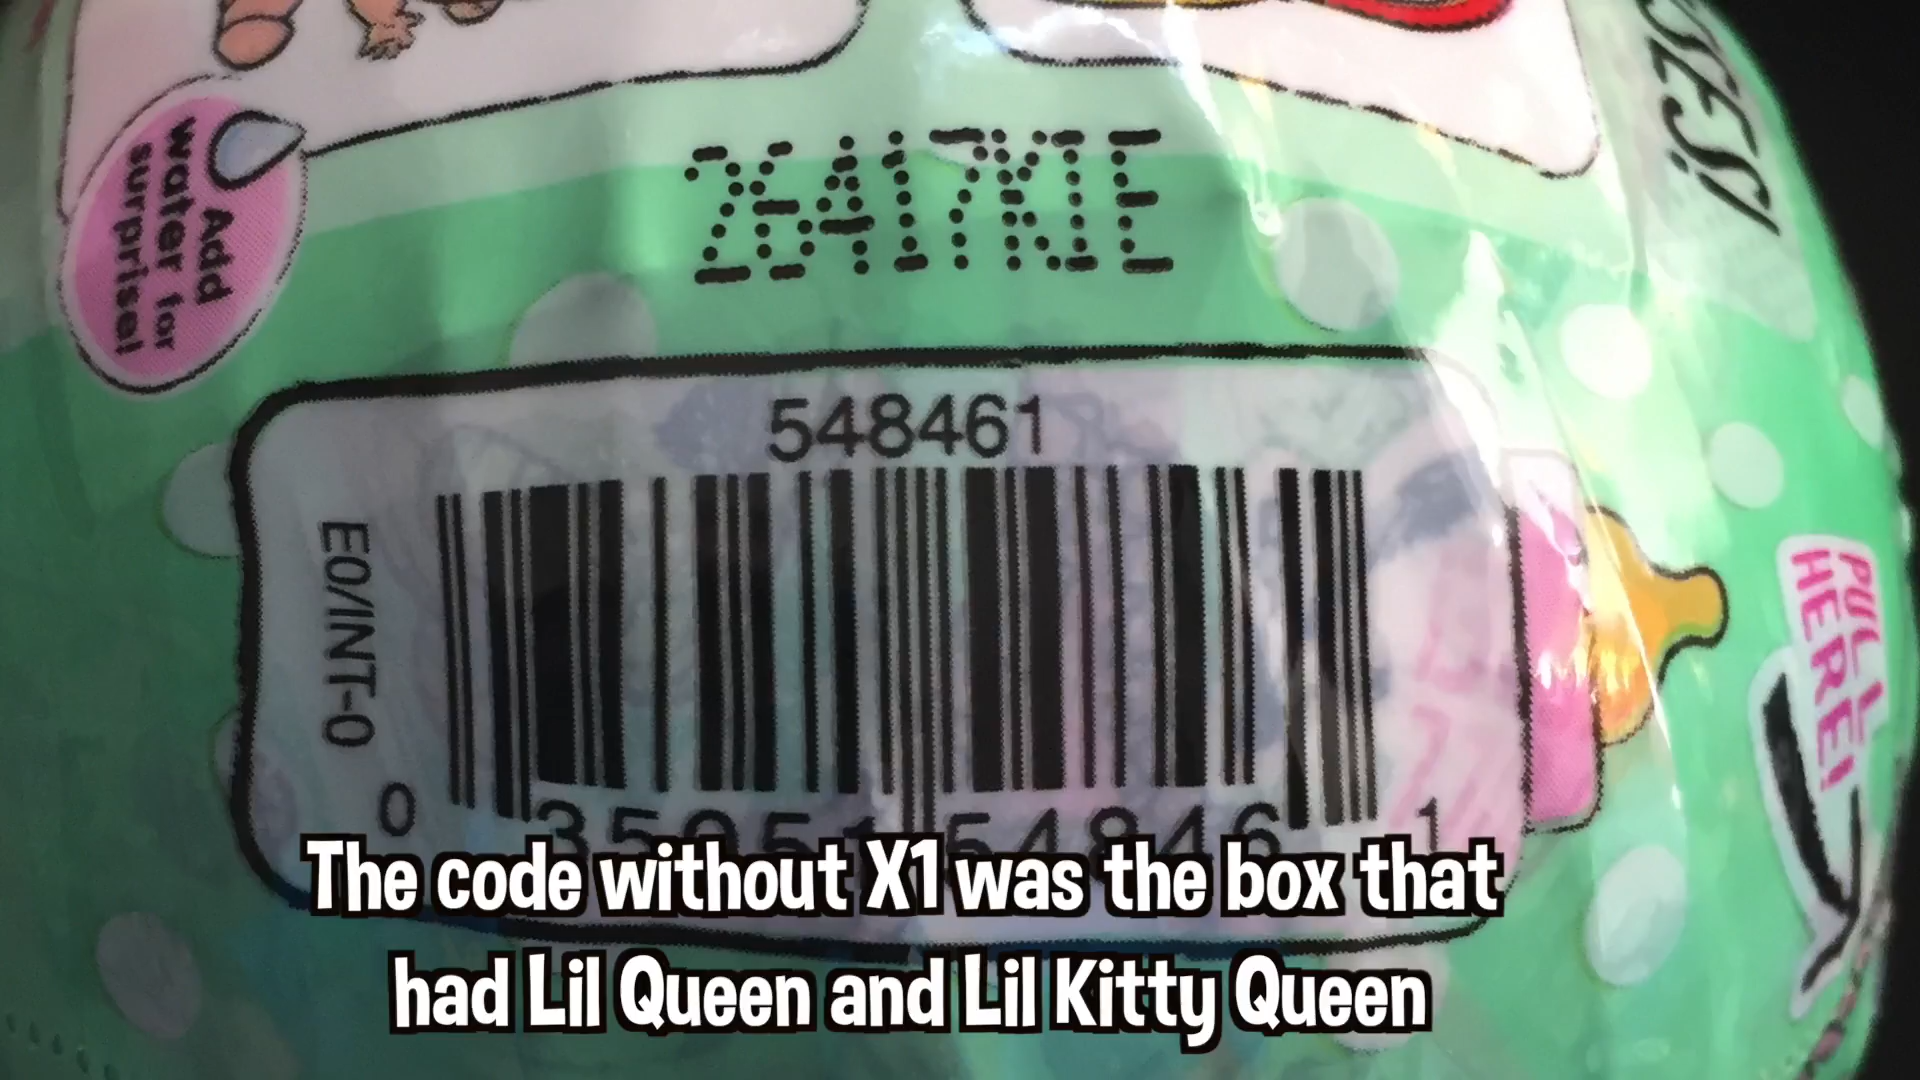 Add
water for
surprise!
26417KIE
548461
E0/INT-0
0 35051 54846 1
PULL
HERE!
The code without X1 was the box that
had Lil Queen and Lil Kitty Queen